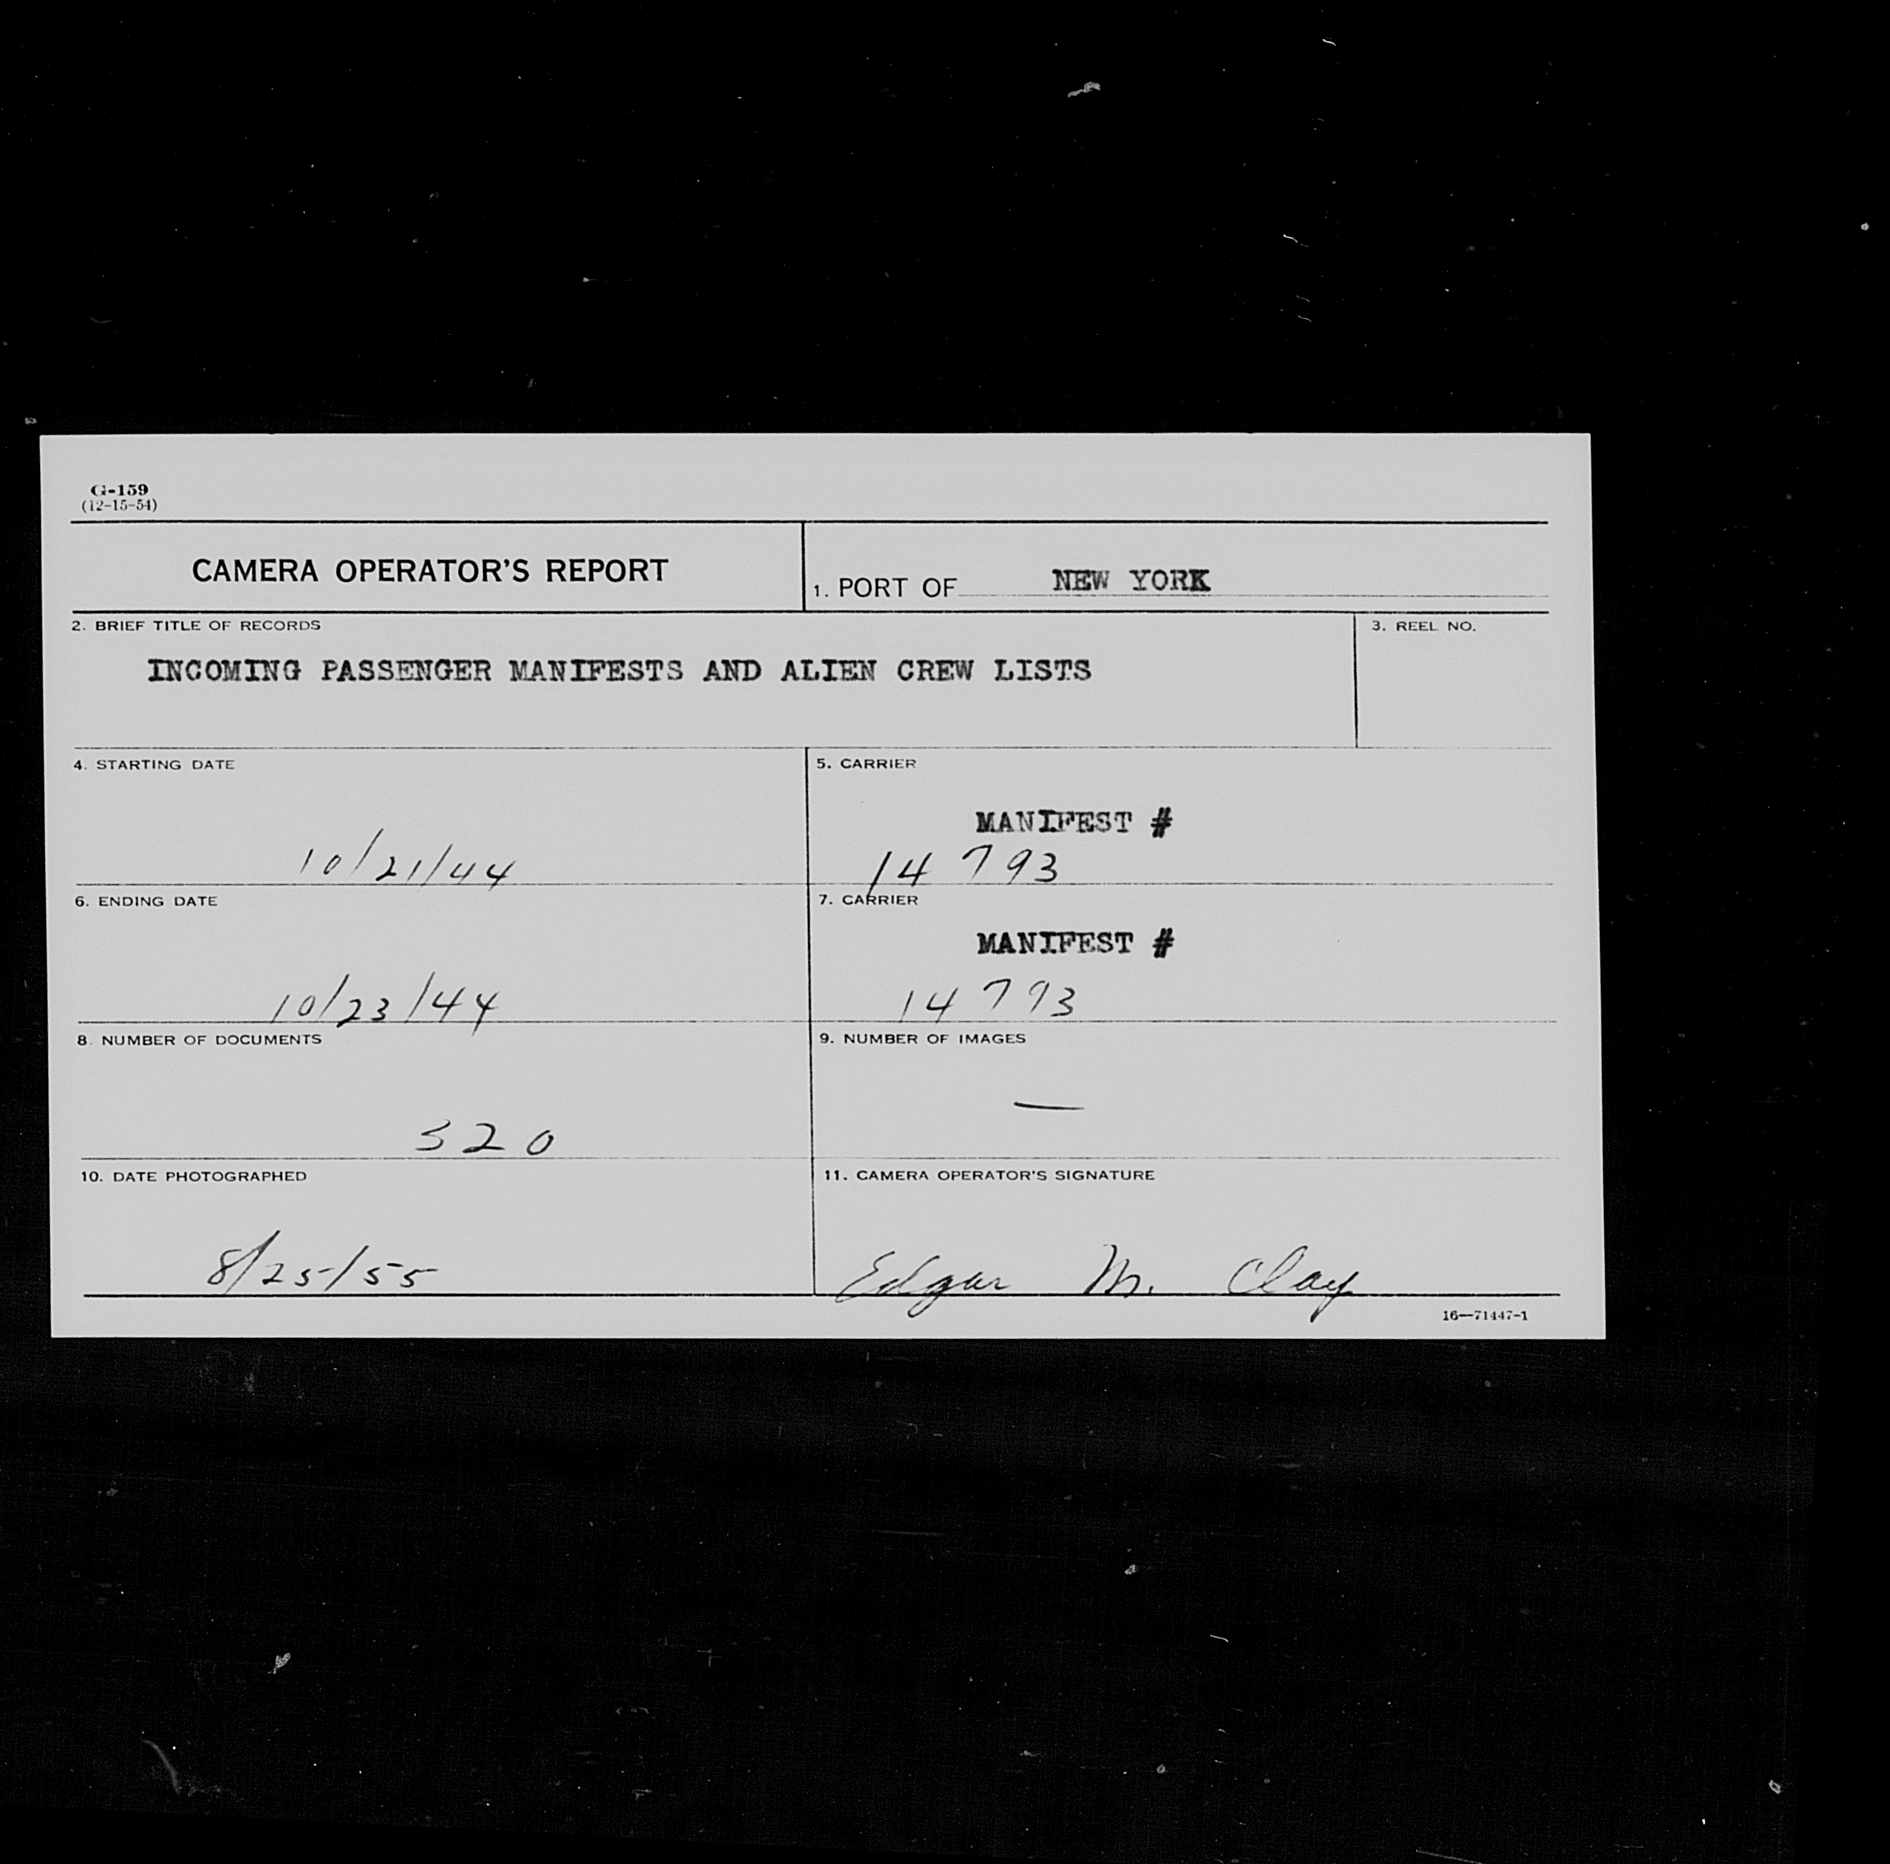 G-159
(12-15-54)
CAMERA OPERATOR'S REPORT
1. PORT OF NEW YORK
2. BRIEF TITLE OF RECORDS
INCOMING PASSENGER MANIFESTS AND ALIEN CREW LISTS
3. REEL NO.
4. STARTING DATE
10/21/44
5. CARRIER
MANIFEST #
14793
6. ENDING DATE
10/23/44
7. CARRIER
MANIFEST #
14793
8. NUMBER OF DOCUMENTS
320
9. NUMBER OF IMAGES
—
10. DATE PHOTOGRAPHED
8/25/55
11. CAMERA OPERATOR'S SIGNATURE
Edgar M. Clay
16—71447-1